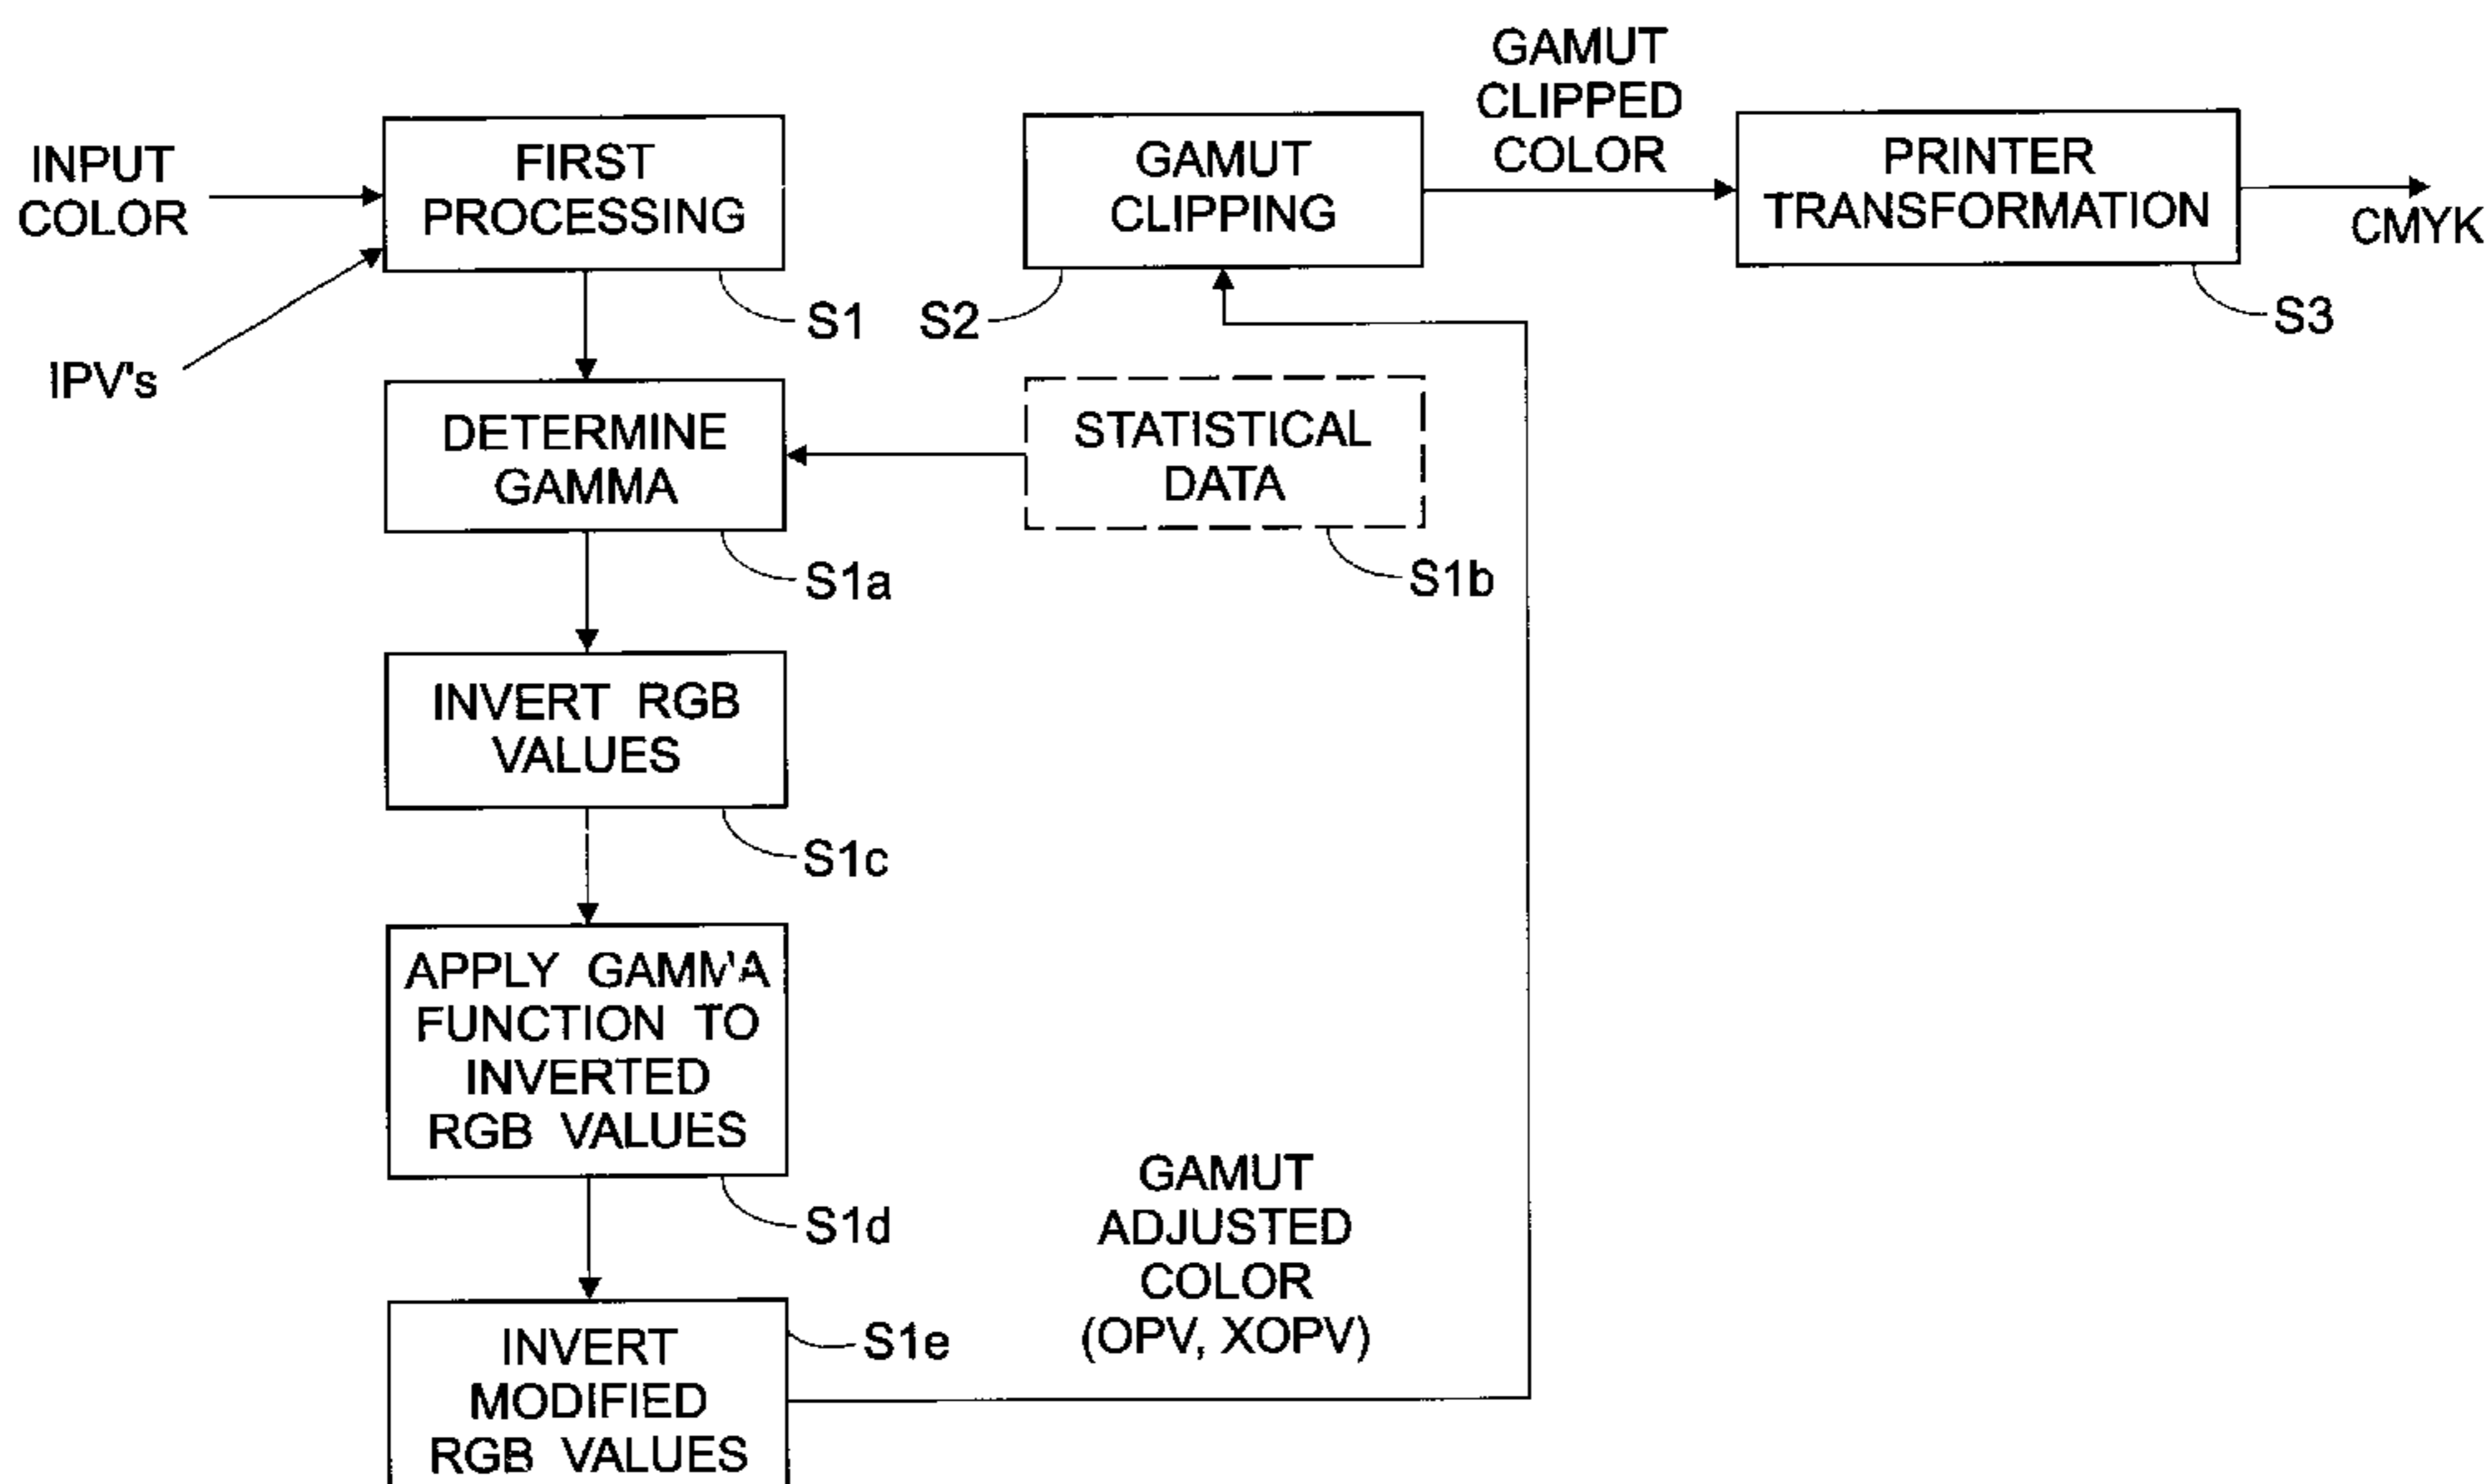 INPUT
COLOR
IPV's
FIRST
PROCESSING
S1
DETERMINE
GAMMA
S1a
STATISTICAL
DATA
S1b
INVERT RGB
VALUES
S1c
APPLY GAMMA
FUNCTION TO
INVERTED
RGB VALUES
S1d
INVERT
MODIFIED
RGB VALUES
S1e
GAMUT
ADJUSTED
COLOR
(OPV, XOPV)
GAMUT
CLIPPING
S2
GAMUT
CLIPPED
COLOR
PRINTER
TRANSFORMATION
S3
CMYK